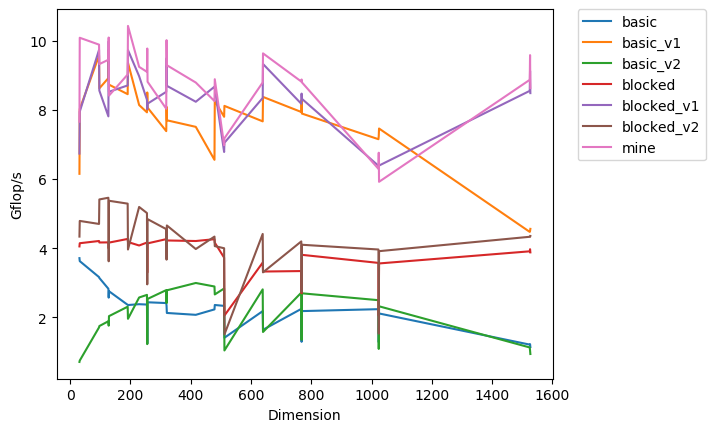 10
8
6
4
2
Gflop/s
0
200
400
600
800
1000
1200
1400
1600
Dimension
basic
basic_v1
basic_v2
blocked
blocked_v1
blocked_v2
mine